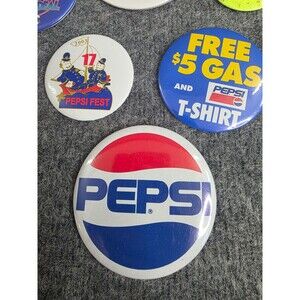 17
PEPSI FEST
FREE
$5 GAS
AND PEPSI
T-SHIRT
PEPSI®